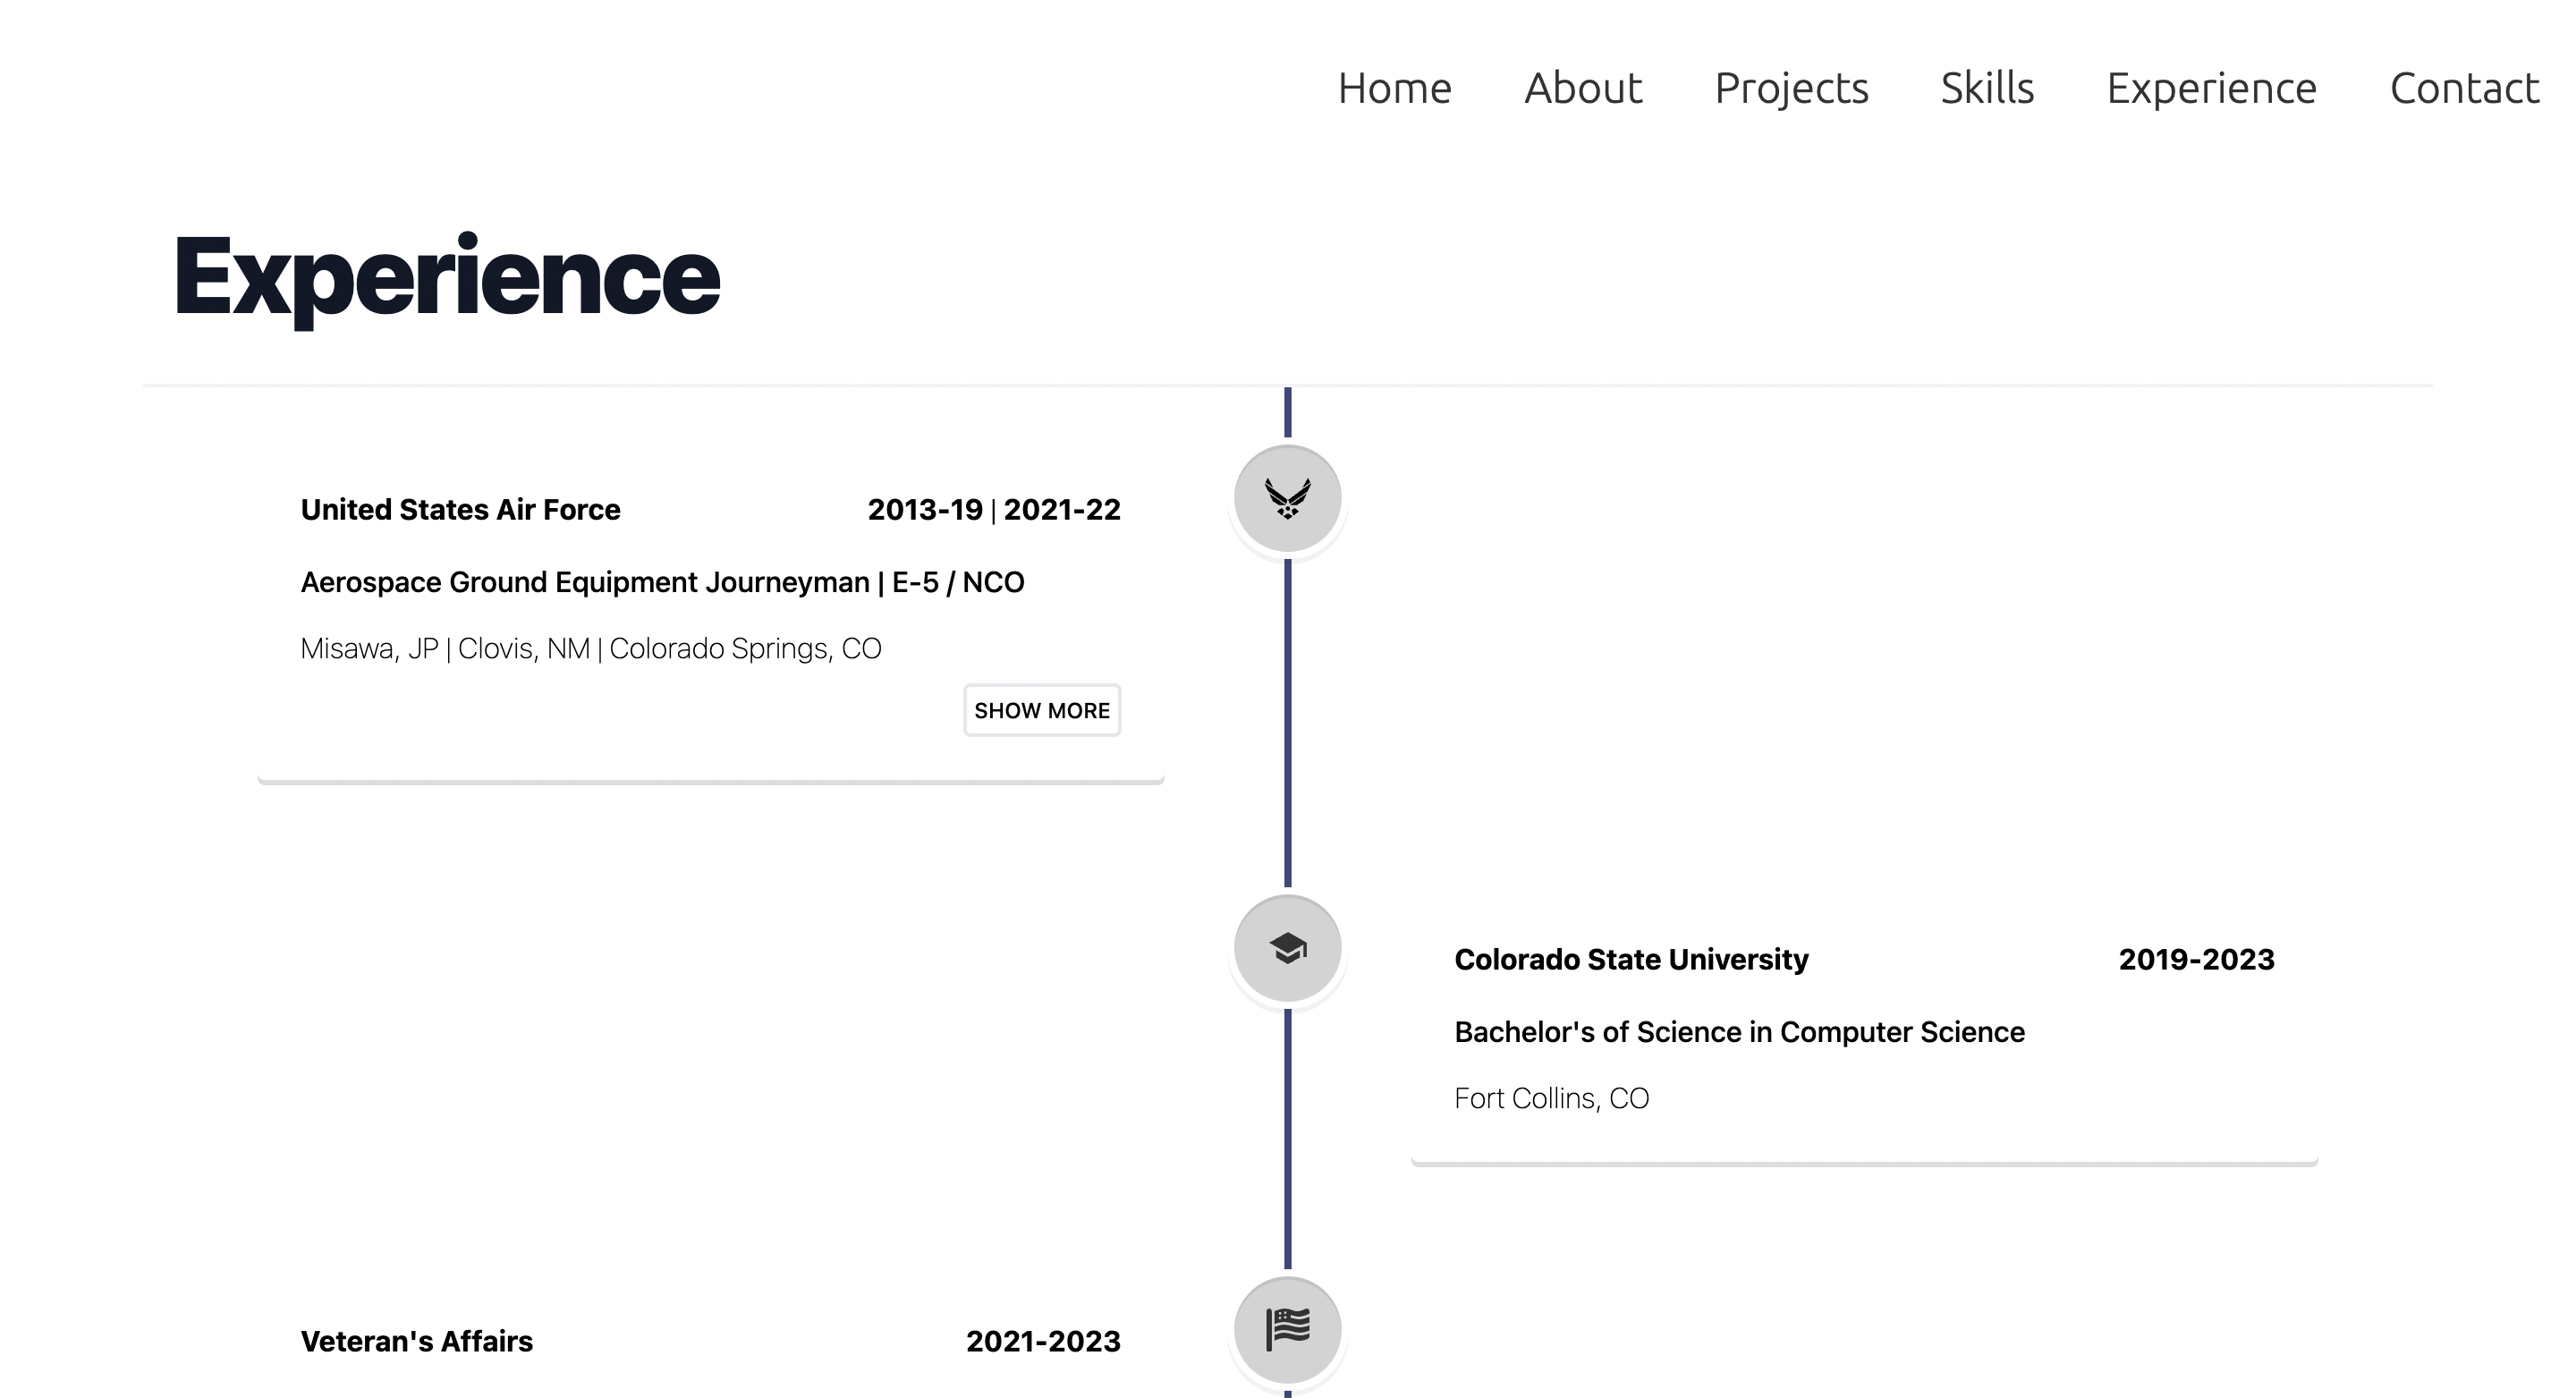 Home About Projects Skills Experience Contact
Experience
United States Air Force 2013-19 | 2021-22
Aerospace Ground Equipment Journeyman | E-5 / NCO
Misawa, JP | Clovis, NM | Colorado Springs, CO
SHOW MORE
Colorado State University 2019-2023
Bachelor's of Science in Computer Science
Fort Collins, CO
Veteran's Affairs 2021-2023